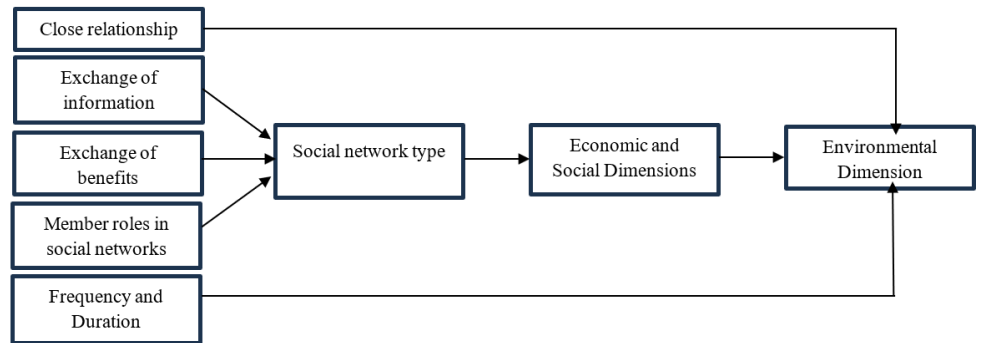 Close relationship
Exchange of
information
Exchange of
benefits
Member roles in
social networks
Frequency and
Duration
Social network type
Economic and
Social Dimensions
Environmental
Dimension